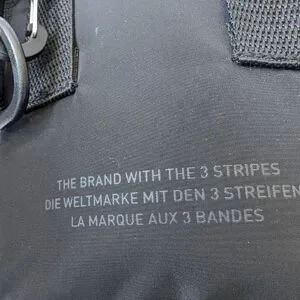 THE BRAND WITH THE 3 STRIPES
DIE WELTMARKE MIT DEN 3 STREIFEN
LA MARQUE AUX 3 BANDES